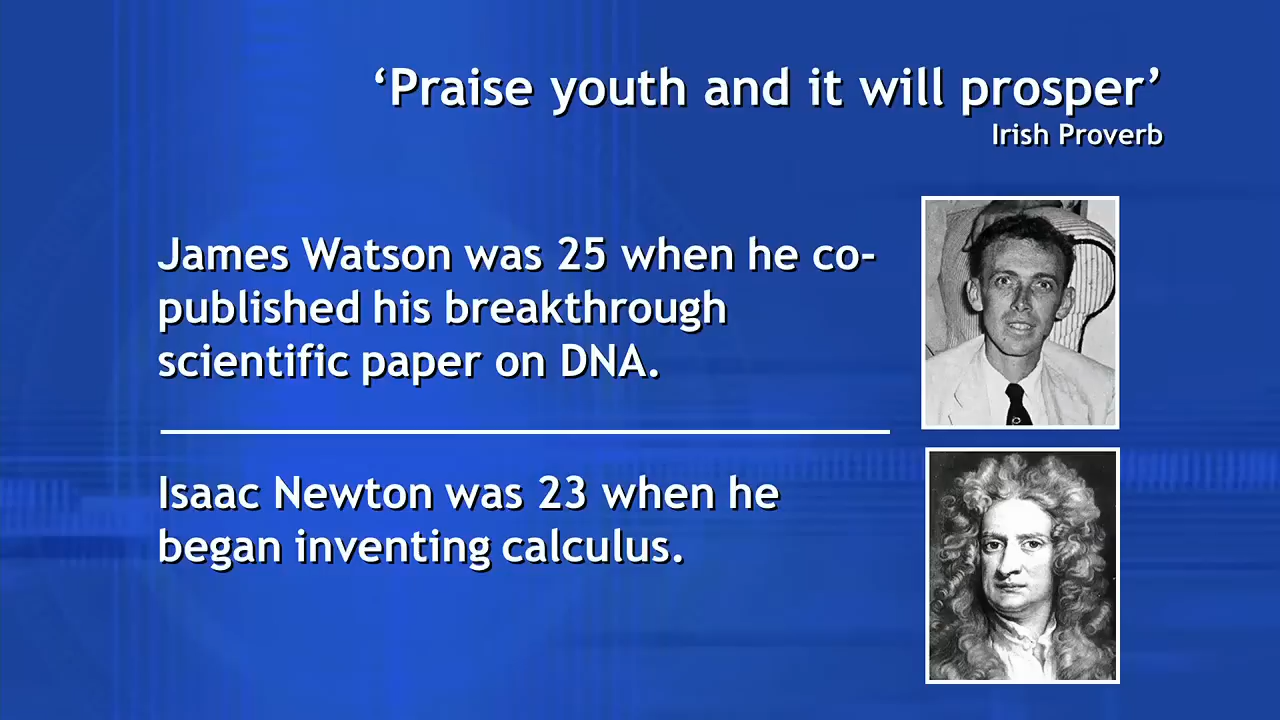 ‘Praise youth and it will prosper’
Irish Proverb
James Watson was 25 when he co-
published his breakthrough
scientific paper on DNA.
Isaac Newton was 23 when he
began inventing calculus.